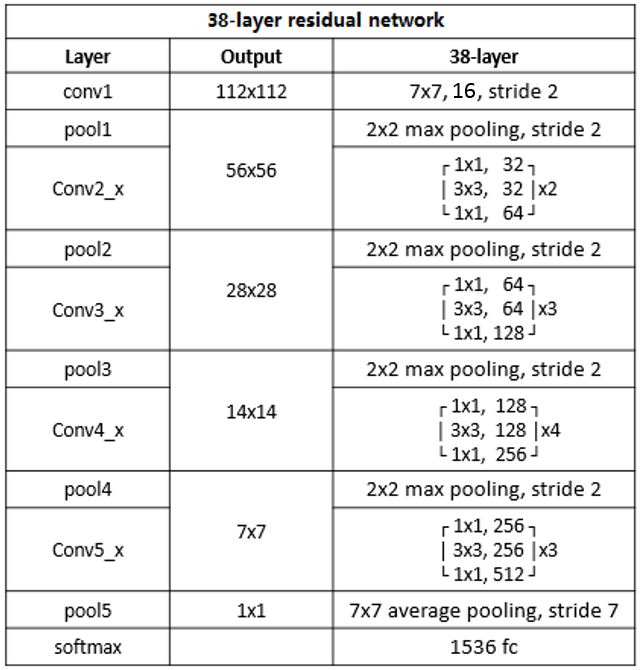 38-layer residual network
Layer Output 38-layer
conv1 112x112 7x7, 16, stride 2
pool1 2x2 max pooling, stride 2
56x56
Conv2_x
┌ 1x1, 32 ┐
| 3x3, 32 |x2
└ 1x1, 64 ┘
pool2 2x2 max pooling, stride 2
28x28
Conv3_x
┌ 1x1, 64 ┐
| 3x3, 64 |x3
└ 1x1, 128 ┘
pool3 2x2 max pooling, stride 2
14x14
Conv4_x
┌ 1x1, 128 ┐
| 3x3, 128 |x4
└ 1x1, 256 ┘
pool4 2x2 max pooling, stride 2
7x7
Conv5_x
┌ 1x1, 256 ┐
| 3x3, 256 |x3
└ 1x1, 512 ┘
pool5 1x1 7x7 average pooling, stride 7
softmax 1536 fc